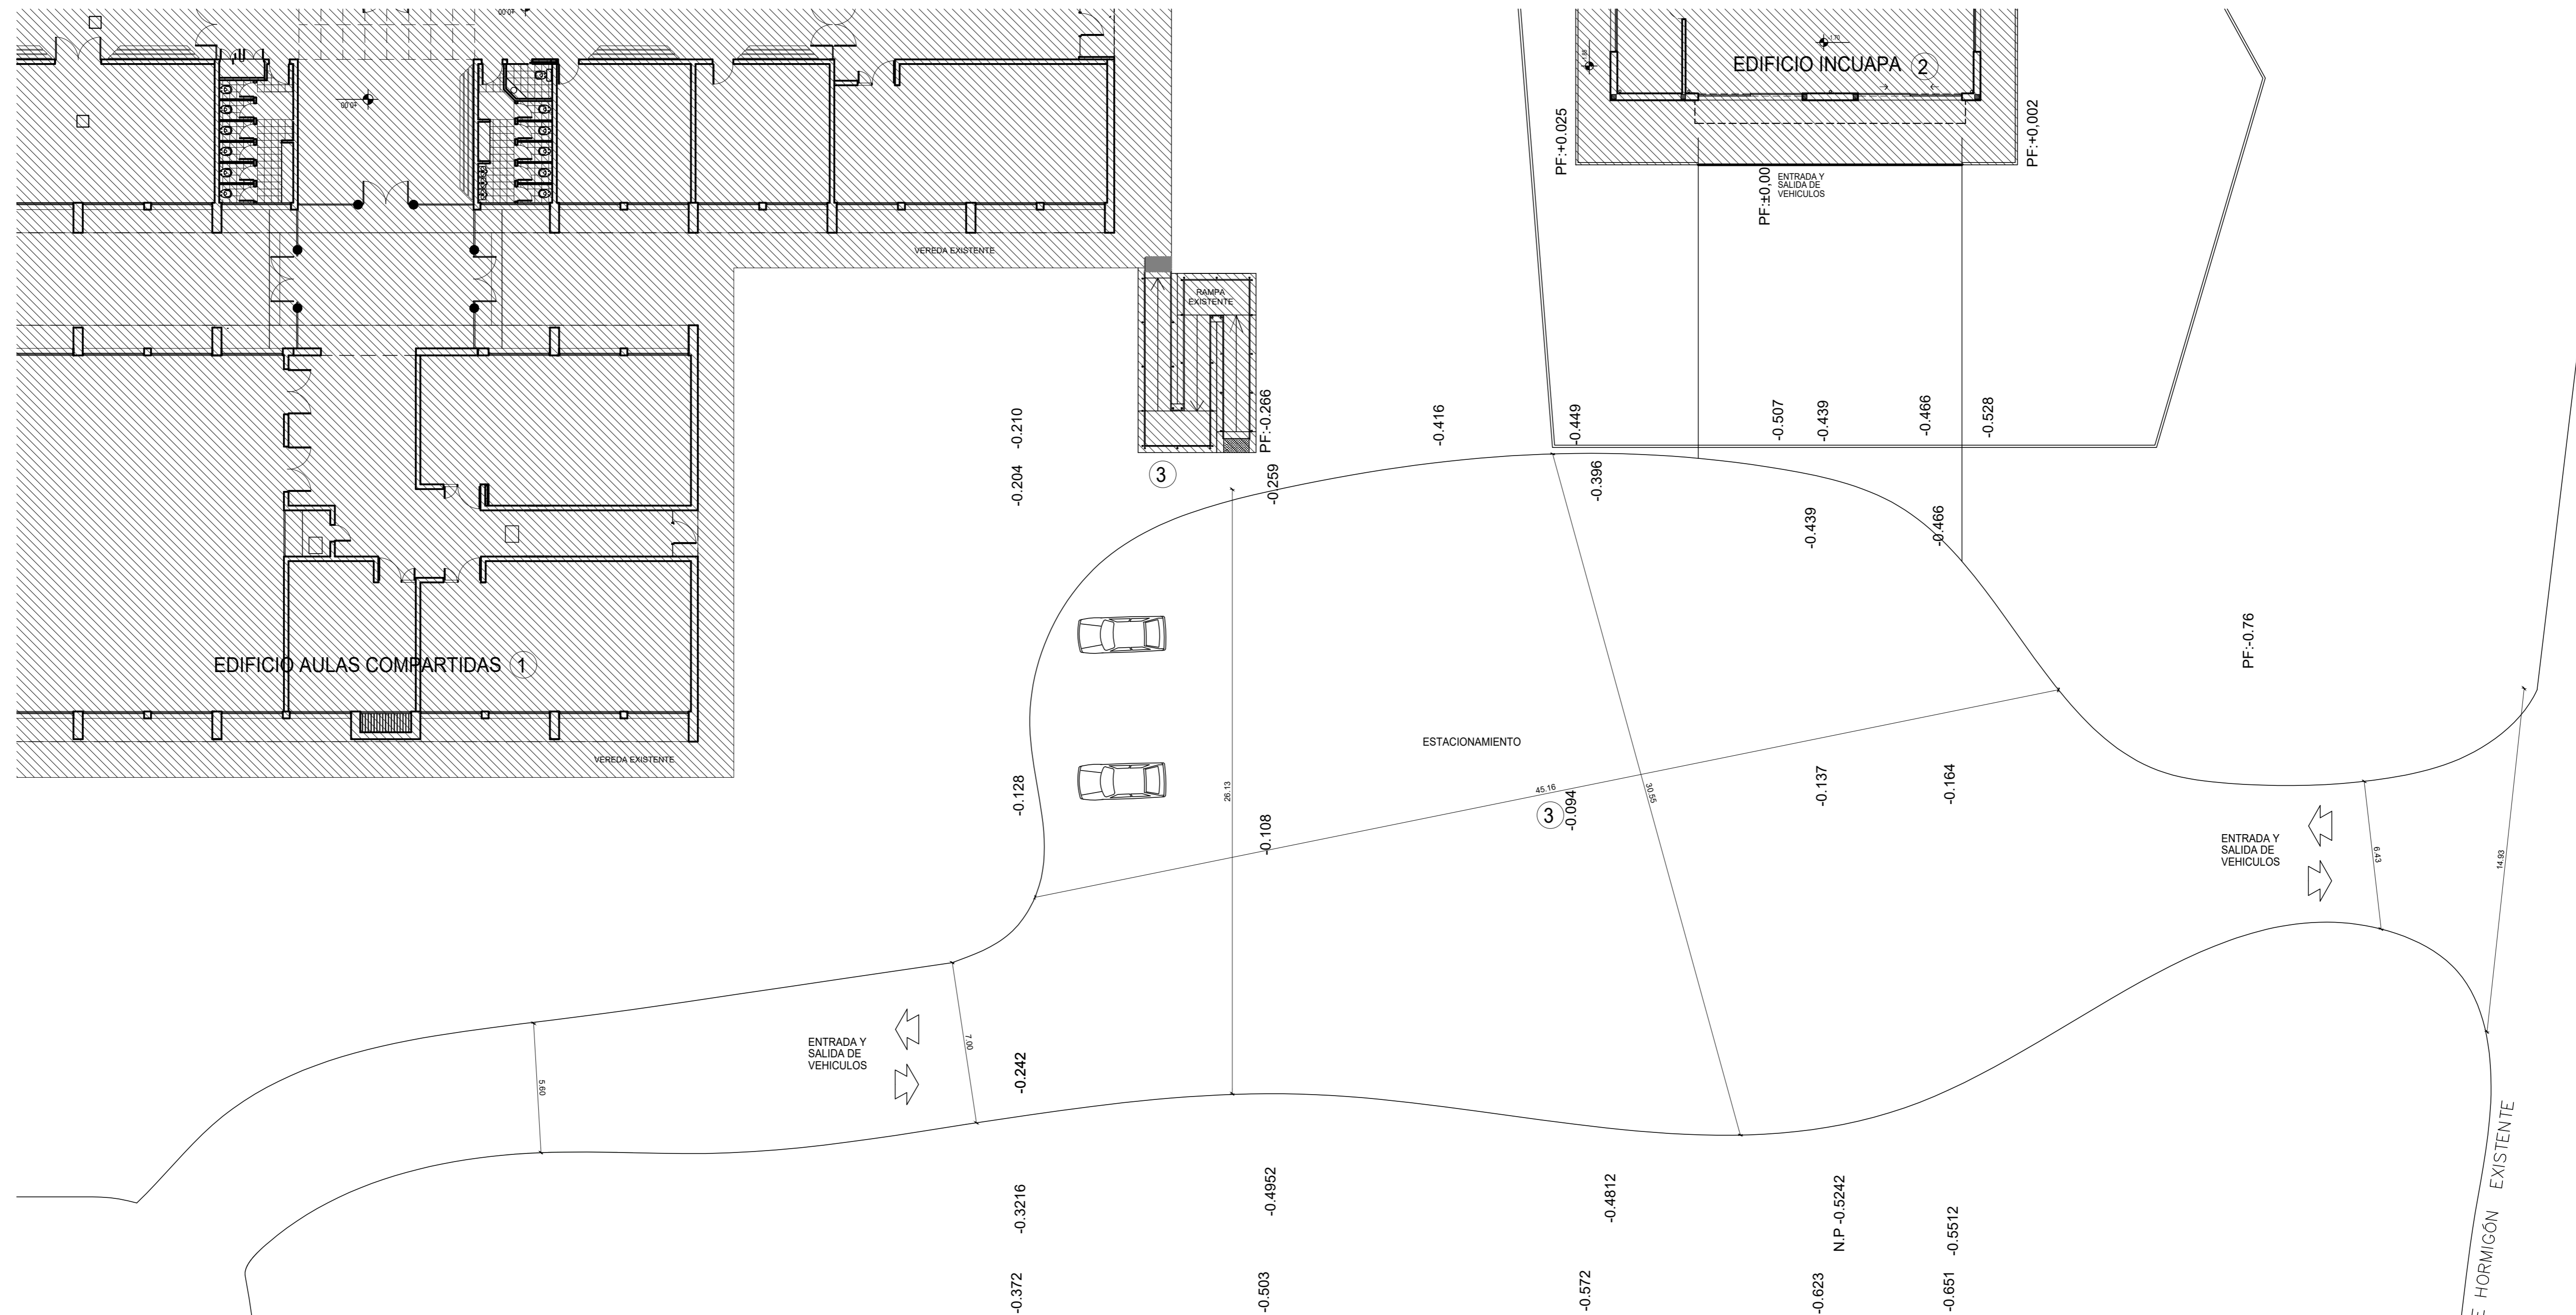 ±0.00
±0.00
-1.70
EDIFICIO INCUAPA 2
PF:+0.025
PF:+0,002
PF:±0,00
ENTRADA Y
SALIDA DE
VEHICULOS
VEREDA EXISTENTE
RAMPA
EXISTENTE
-0.210
PF:-0.266
-0.416
-0.449
-0.507
-0.439
-0.466
-0.528
-0.204
3
-0.259
-0.396
-0.439
-0.466
EDIFICIO AULAS COMPARTIDAS 1
PF:-0.76
VEREDA EXISTENTE
ESTACIONAMIENTO
-0.128
26.13
45.16
30.55
-0.137
-0.164
3
-0.094
-0.108
ENTRADA Y
SALIDA DE
VEHICULOS
6.43
14.93
ENTRADA Y
SALIDA DE
VEHICULOS
7.00
-0.242
5.60
-0.3216
-0.4952
-0.4812
N.P -0.5242
-0.5512
HORMIGÓN EXISTENTE
-0.372
-0.503
-0.572
-0.623
-0.651